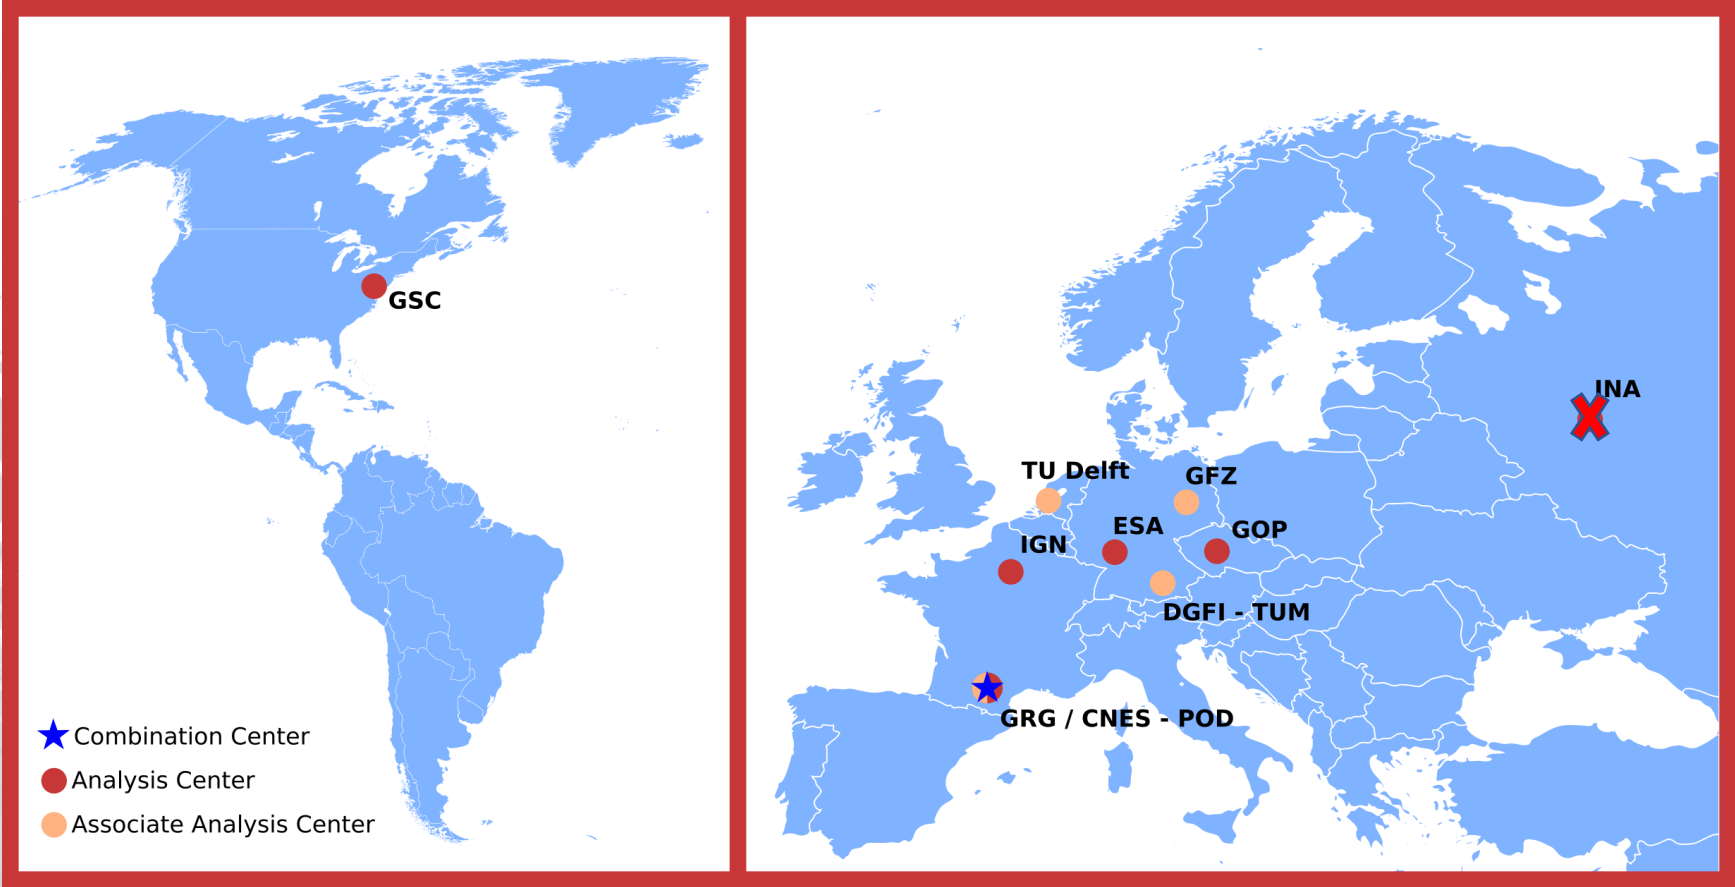 GSC
Combination Center
Analysis Center
Associate Analysis Center
INA
TU Delft
GFZ
ESA
GOP
IGN
DGFI - TUM
GRG / CNES - POD